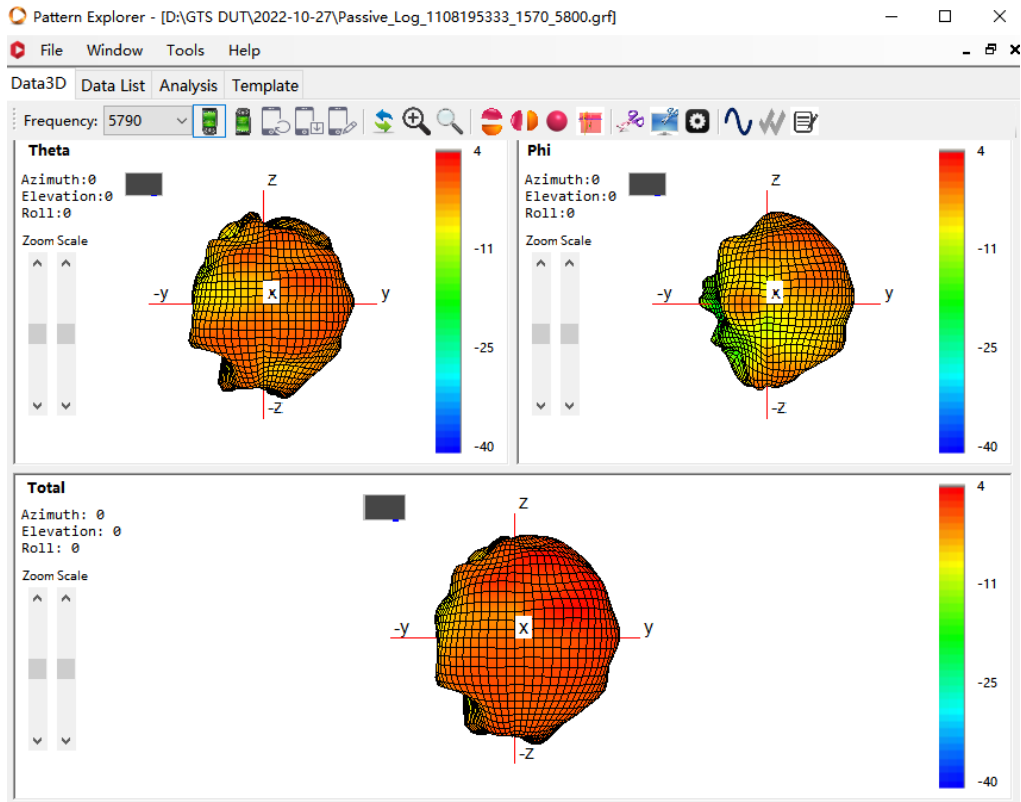 Pattern Explorer - [D:\GTS DUT\2022-10-27\Passive_Log_1108195333_1570_5800.grf]
File Window Tools Help
Data3D Data List Analysis Template
Frequency: 5790
Theta
Azimuth:0
Elevation:0
Roll:0
Zoom Scale
Z
-y
X
y
-Z
4
-11
-25
-40
Phi
Azimuth:0
Elevation:0
Roll:0
Zoom Scale
Z
-y
X
y
-Z
4
-11
-25
-40
Total
Azimuth: 0
Elevation: 0
Roll: 0
Zoom Scale
Z
-y
X
y
-Z
4
-11
-25
-40